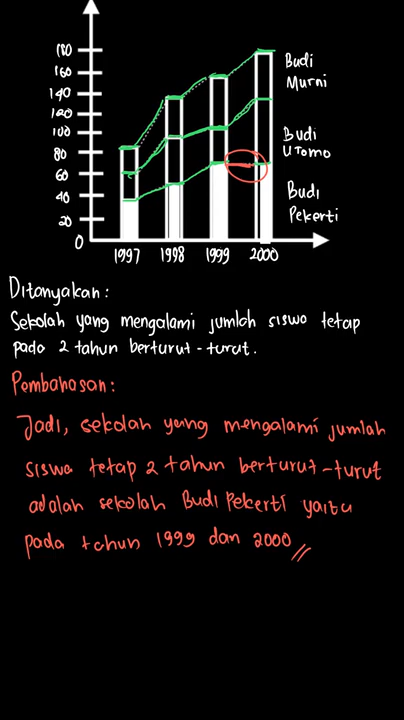 180
160
140
120
100
80
60
40
20
0
1997 1998 1999 2000
Budi
Murni
Budi
Utomo
Budi
Pekerti
Ditanyakan :
Sekolah yang mengalami jumlah siswa tetap
pada 2 tahun berturut-turut.
Pembahasan :
Jadi, sekolah yang mengalami jumlah
siswa tetap 2 tahun berturut-turut
adalah sekolah Budi Pekerti yaitu
pada tahun 1999 dan 2000 //